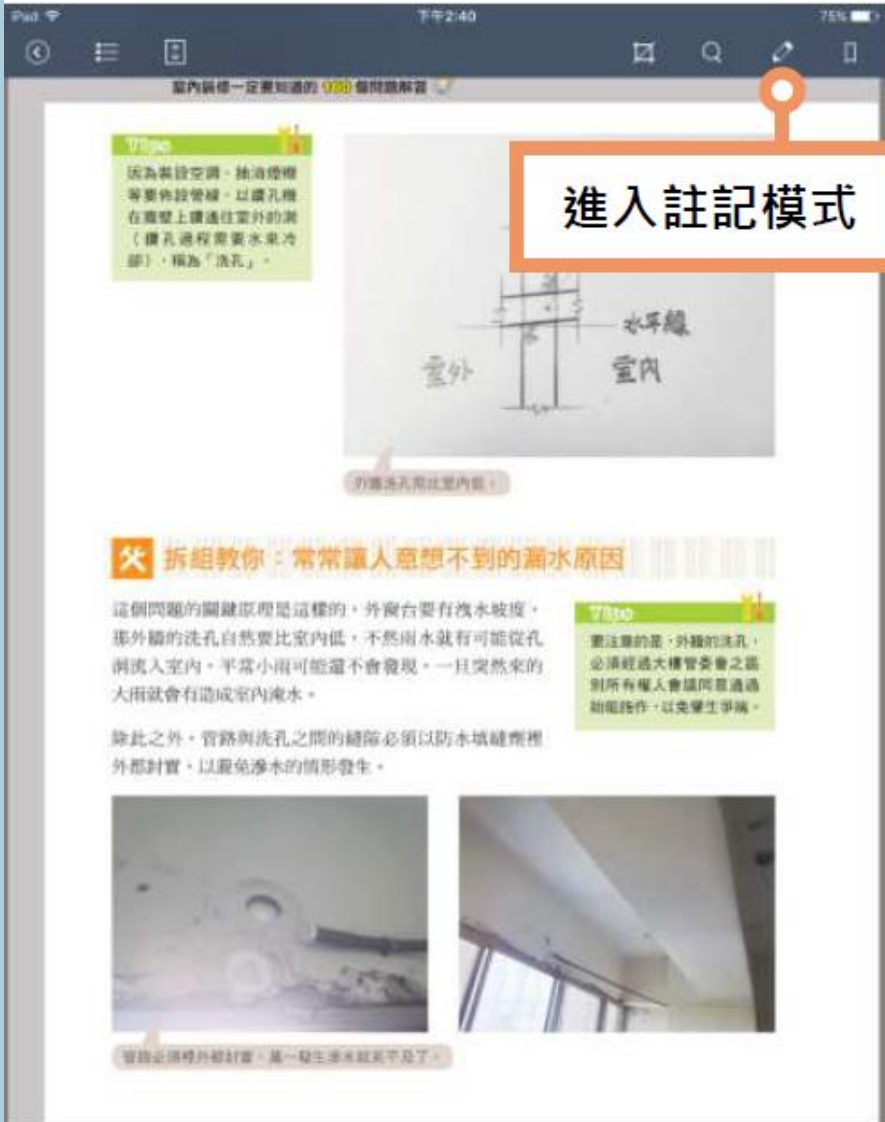 iPad
下午2:40
75%
室內裝修一定要知道的 100 個問題解答
進入註記模式
Tips
因為裝設空調、抽油煙機
等要佈設管線,以鑽孔機
在牆壁上鑽通往室外的洞
(鑽孔過程需要水來冷
卻),稱為「洗孔」。
水平線
室外
室內
外牆洗孔需比室內低。
拆組教你:常常讓人意想不到的漏水原因
這個問題的關鍵原理是這樣的,外窗台要有洩水坡度,
那外牆的洗孔自然要比室內低,不然雨水就有可能從孔
洞流入室內。平常小雨可能還不會發現,一旦突然來的
大雨就會有造成室內淹水。
除此之外,管路與洗孔之間的縫隙必須以防水填縫劑裡
外都封實,以避免滲水的情形發生。
Tips
要注意的是,外牆的洗孔,
必須經過大樓管委會之區
別所有權人會議同意通過
始能施作,以免孳生爭端。
管路必須裡外都封實,萬一發生滲水就來不及了。